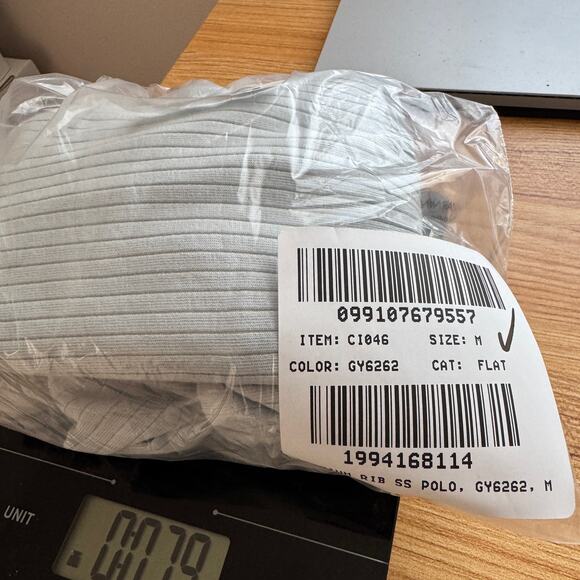 099107679557
ITEM: CI046 SIZE: M
COLOR: GY6262 CAT: FLAT
1994168114
RIB SS POLO, GY6262, M
UNIT